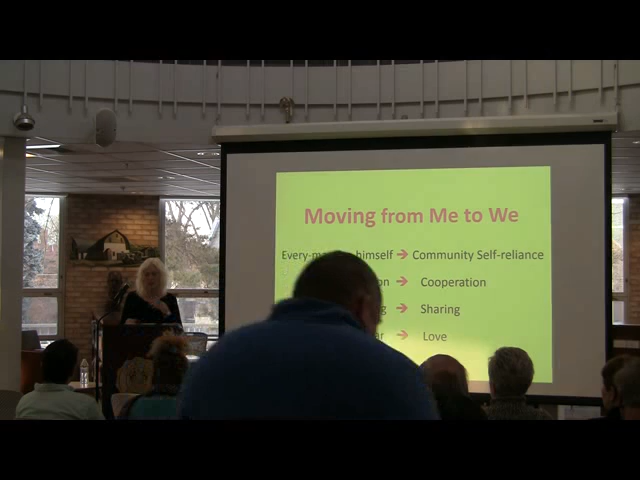 Moving from Me to We
himself ➔ Community Self-reliance
➔ Cooperation
➔ Sharing
➔ Love